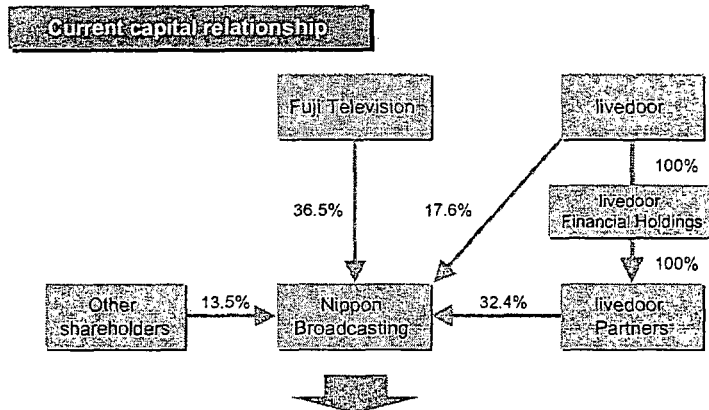 Current capital relationship
Fuji Television
livedoor
100%
livedoor
Financial Holdings
36.5%
17.6%
100%
Other
shareholders
13.5%
Nippon
Broadcasting
32.4%
livedoor
Partners